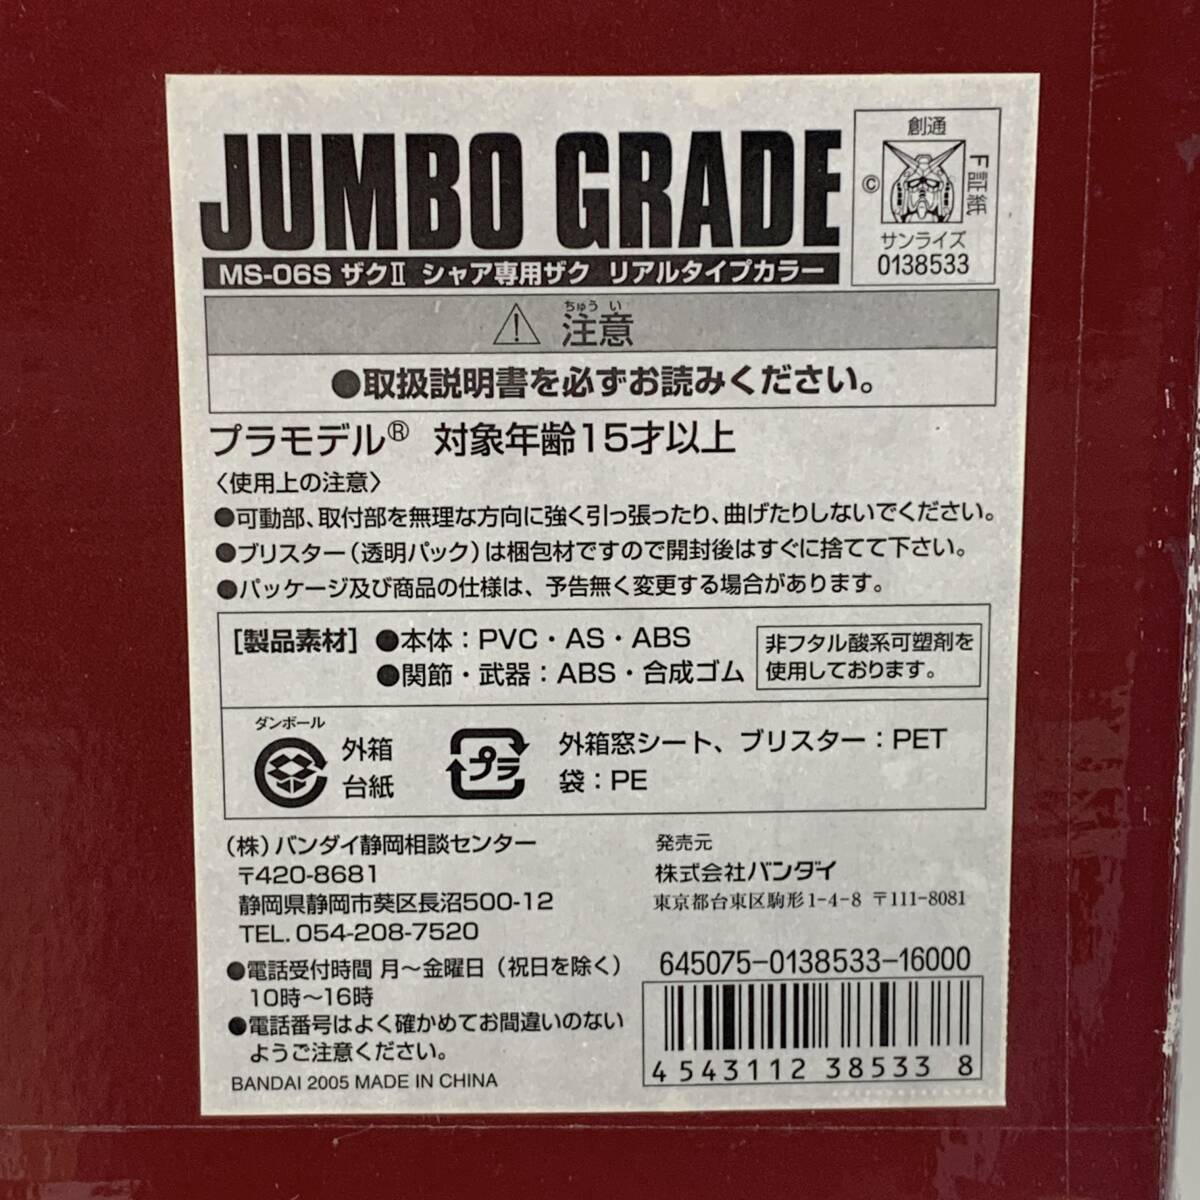 JUMBO GRADE
MS-06S ザクⅡ シャア専用ザク リアルタイプカラー
創通
©
F証紙
サンライズ
0138533
ちゅう い
注意
●取扱説明書を必ずお読みください。
プラモデル® 対象年齢15才以上
〈使用上の注意〉
●可動部、取付部を無理な方向に強く引っ張ったり、曲げたりしないでください。
●ブリスター(透明パック)は梱包材ですので開封後はすぐに捨てて下さい。
●パッケージ及び商品の仕様は、予告無く変更する場合があります。
[製品素材] ●本体：PVC・AS・ABS
●関節・武器：ABS・合成ゴム
非フタル酸系可塑剤を
使用しております。
ダンボール
外箱
台紙
プラ
外箱窓シート、ブリスター：PET
袋：PE
(株)バンダイ静岡相談センター
〒420-8681
静岡県静岡市葵区長沼500-12
TEL. 054-208-7520
●電話受付時間 月～金曜日（祝日を除く）
10時～16時
●電話番号はよく確かめてお間違いのない
ようご注意ください。
BANDAI 2005 MADE IN CHINA
発売元
株式会社バンダイ
東京都台東区駒形1-4-8 〒111-8081
645075-0138533-16000
4 543112 385338